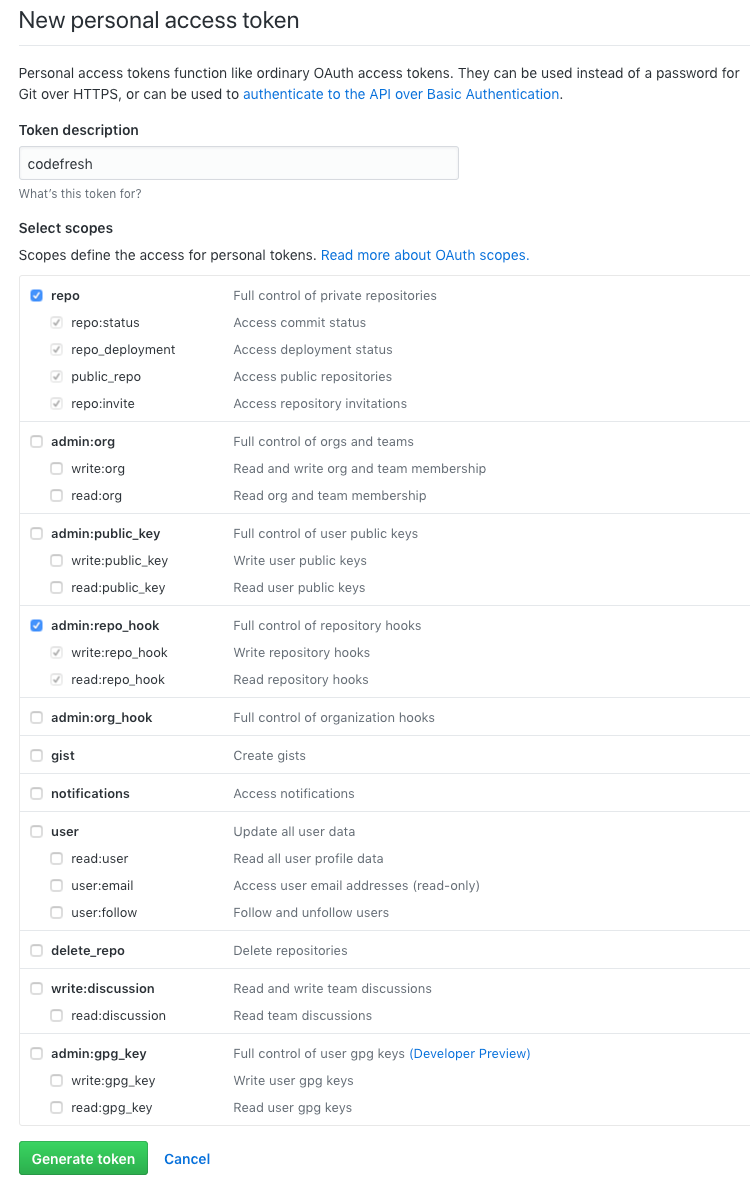 New personal access token
Personal access tokens function like ordinary OAuth access tokens. They can be used instead of a password for
Git over HTTPS, or can be used to authenticate to the API over Basic Authentication.
Token description
codefresh
What's this token for?
Select scopes
Scopes define the access for personal tokens. Read more about OAuth scopes.
repo Full control of private repositories
repo:status Access commit status
repo_deployment Access deployment status
public_repo Access public repositories
repo:invite Access repository invitations
admin:org Full control of orgs and teams
write:org Read and write org and team membership
read:org Read org and team membership
admin:public_key Full control of user public keys
write:public_key Write user public keys
read:public_key Read user public keys
admin:repo_hook Full control of repository hooks
write:repo_hook Write repository hooks
read:repo_hook Read repository hooks
admin:org_hook Full control of organization hooks
gist Create gists
notifications Access notifications
user Update all user data
read:user Read all user profile data
user:email Access user email addresses (read-only)
user:follow Follow and unfollow users
delete_repo Delete repositories
write:discussion Read and write team discussions
read:discussion Read team discussions
admin:gpg_key Full control of user gpg keys (Developer Preview)
write:gpg_key Write user gpg keys
read:gpg_key Read user gpg keys
Generate token Cancel